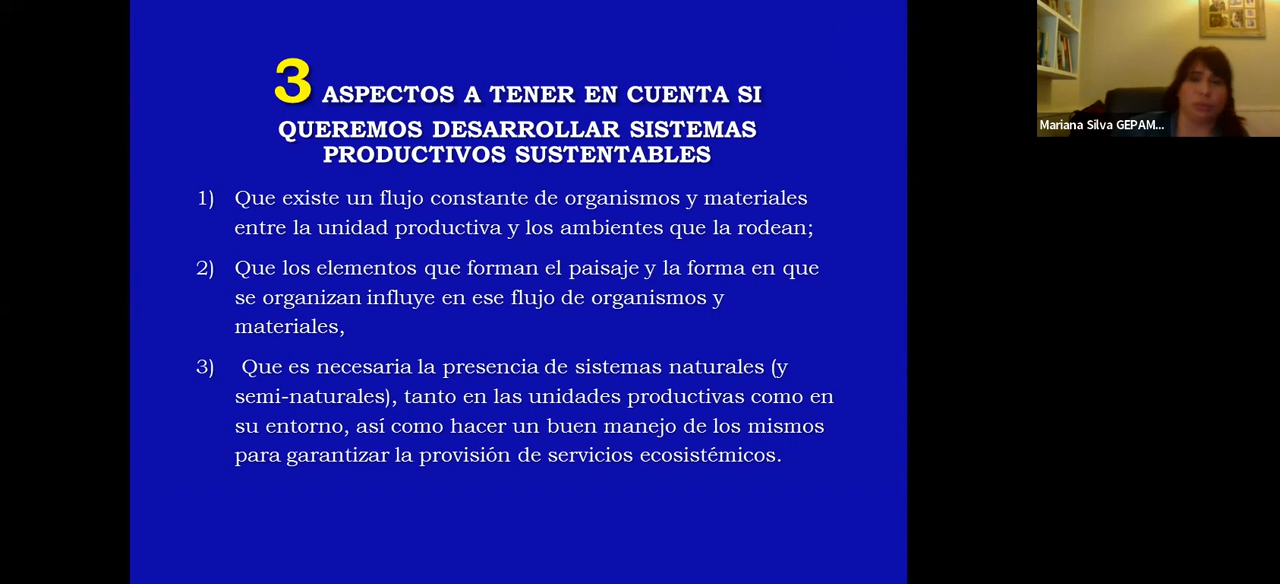 3 ASPECTOS A TENER EN CUENTA SI
QUEREMOS DESARROLLAR SISTEMAS
PRODUCTIVOS SUSTENTABLES
1) Que existe un flujo constante de organismos y materiales
entre la unidad productiva y los ambientes que la rodean;
2) Que los elementos que forman el paisaje y la forma en que
se organizan influye en ese flujo de organismos y
materiales,
3) Que es necesaria la presencia de sistemas naturales (y
semi-naturales), tanto en las unidades productivas como en
su entorno, así como hacer un buen manejo de los mismos
para garantizar la provisión de servicios ecosistémicos.
Mariana Silva GEPAM...